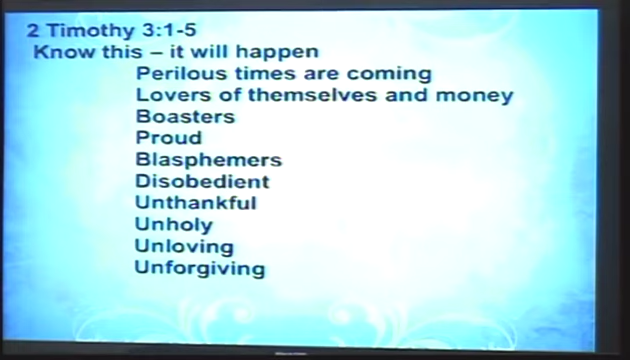 2 Timothy 3:1-5
Know this – it will happen
Perilous times are coming
Lovers of themselves and money
Boasters
Proud
Blasphemers
Disobedient
Unthankful
Unholy
Unloving
Unforgiving